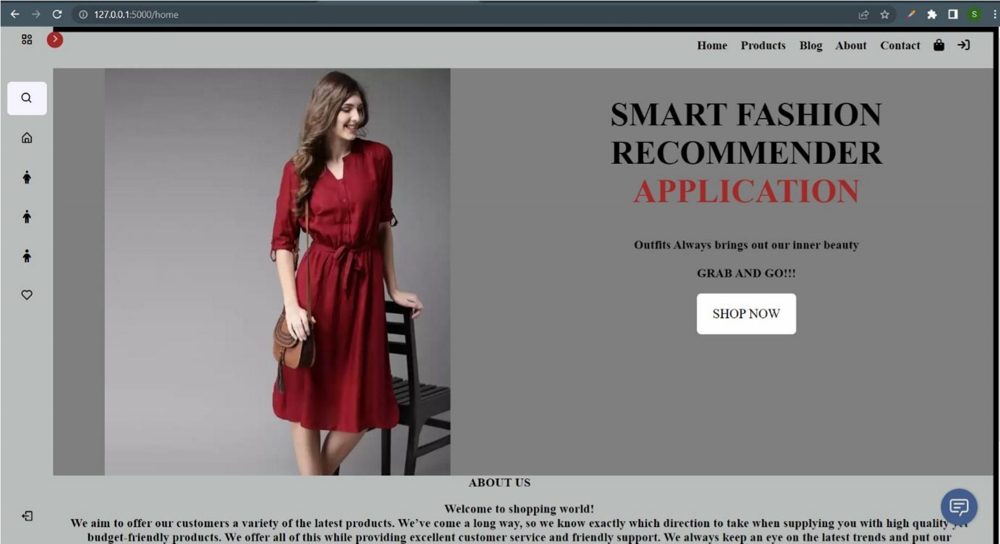 127.0.0.1:5000/home
S
Home Products Blog About Contact
SMART FASHION
RECOMMENDER
APPLICATION
Outfits Always brings out our inner beauty
GRAB AND GO!!!
SHOP NOW
ABOUT US
Welcome to shopping world!
We aim to offer our customers a variety of the latest products. We’ve come a long way, so we know exactly which direction to take when supplying you with high quality
budget-friendly products. We offer all of this while providing excellent customer service and friendly support. We always keep an eye on the latest trends and put our